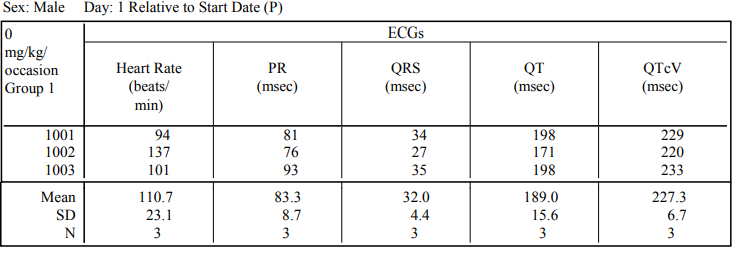 Sex: Male Day: 1 Relative to Start Date (P)
0 mg/kg/ occasion Group 1 ECGs
Heart Rate (beats/ min) PR (msec) QRS (msec) QT (msec) QTcV (msec)
1001 94 81 34 198 229
1002 137 76 27 171 220
1003 101 93 35 198 233
Mean 110.7 83.3 32.0 189.0 227.3
SD 23.1 8.7 4.4 15.6 6.7
N 3 3 3 3 3